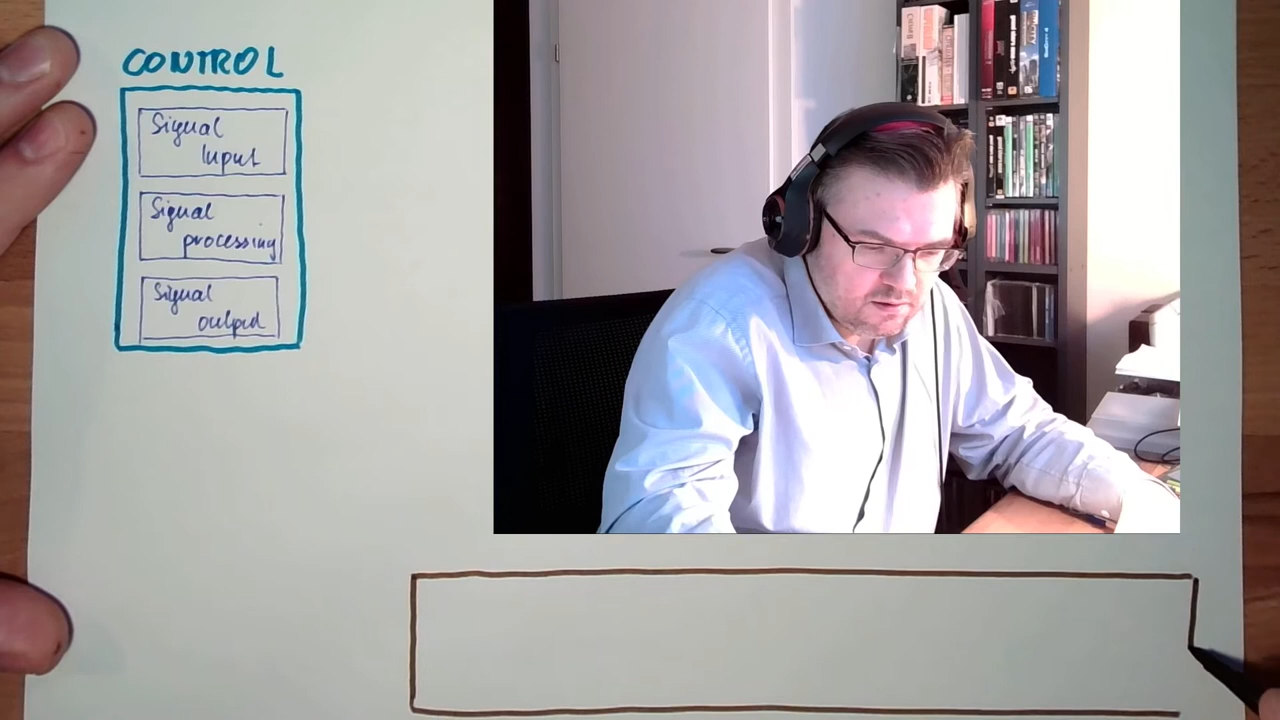 CONTROL
Signal
Input
Signal
processing
Signal
output